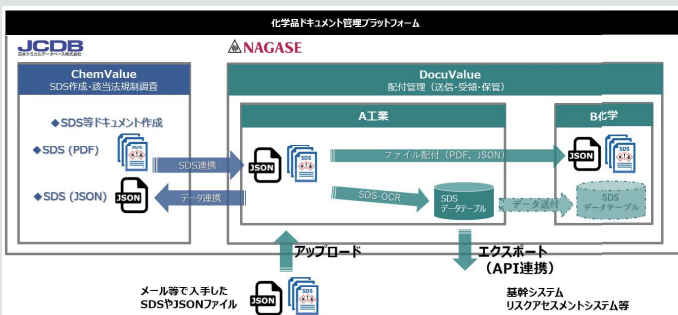 化学品ドキュメント管理プラットフォーム
JCDB
日本ケミカルデータベース株式会社
NAGASE
ChemValue
SDS作成・該当法規制調査
◆SDS等ドキュメント作成
◆SDS (PDF)
SDS
◆SDS (JSON)
JSON
SDS連携
データ連携
DocuValue
配付管理（送信・受領・保管）
A工業
JSON
SDS
ファイル配付（PDF、JSON）
SDS-OCR
SDS
データテーブル
B化学
JSON
SDS
データ送付
SDS
データテーブル
アップロード
メール等で入手した
SDSやJSONファイル
JSON
SDS
エクスポート
（API連携）
基幹システム
リスクアセスメントシステム等